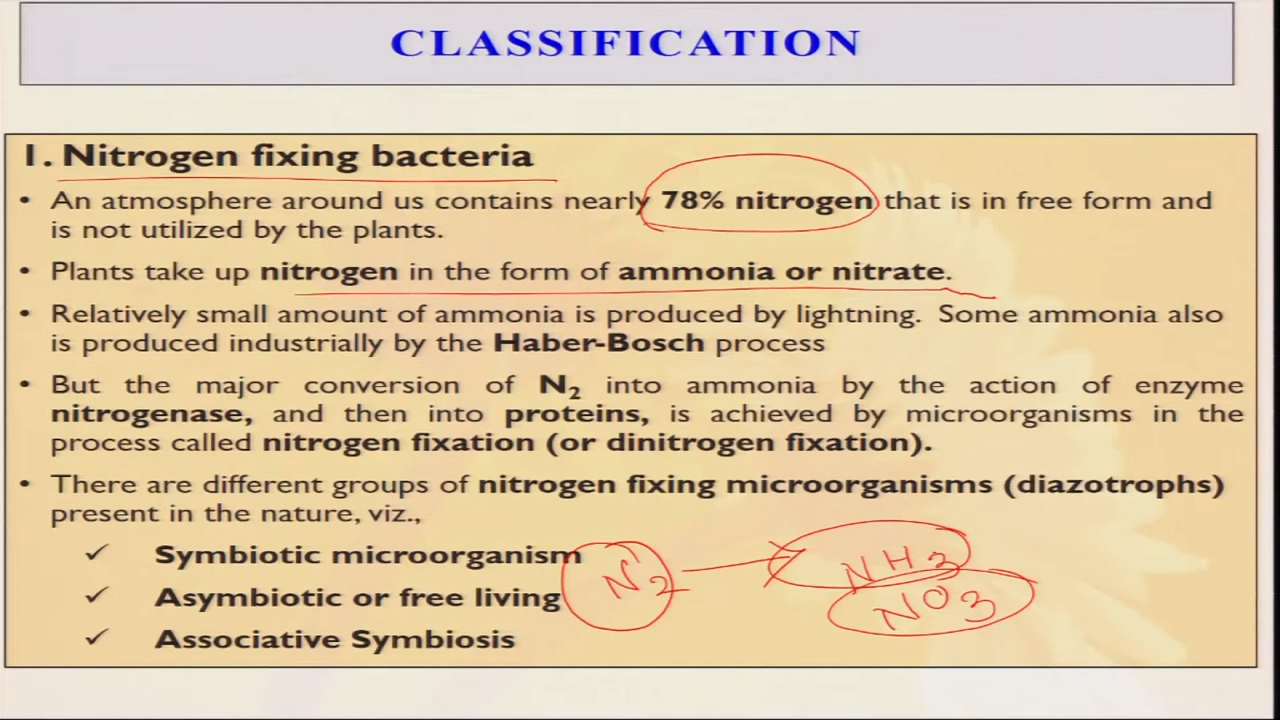 CLASSIFICATION
1. Nitrogen fixing bacteria
• An atmosphere around us contains nearly 78% nitrogen that is in free form and
is not utilized by the plants.
• Plants take up nitrogen in the form of ammonia or nitrate.
• Relatively small amount of ammonia is produced by lightning. Some ammonia also
is produced industrially by the Haber-Bosch process
• But the major conversion of N₂ into ammonia by the action of enzyme
nitrogenase, and then into proteins, is achieved by microorganisms in the
process called nitrogen fixation (or dinitrogen fixation).
• There are different groups of nitrogen fixing microorganisms (diazotrophs)
present in the nature, viz.,
✓ Symbiotic microorganism
✓ Asymbiotic or free living
✓ Associative Symbiosis
N2 → NH3
NO3